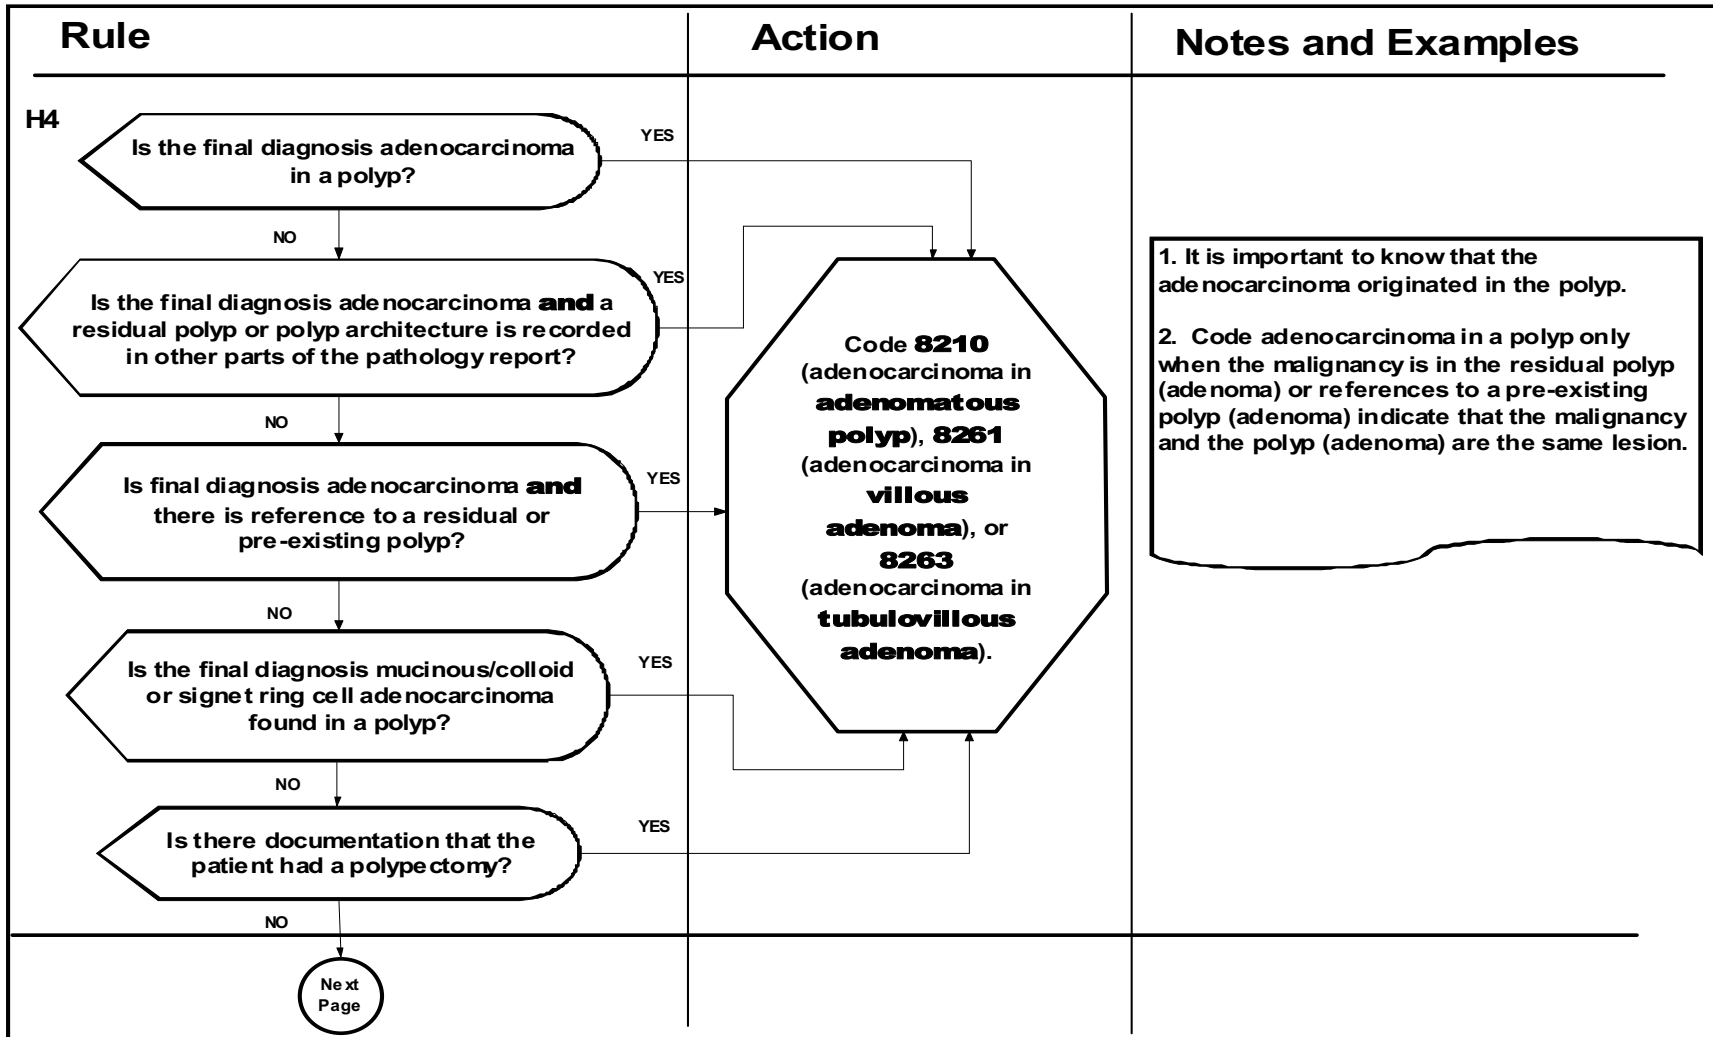 Rule
Action
Notes and Examples
H4
Is the final diagnosis adenocarcinoma
in a polyp?
YES
NO
Is the final diagnosis adenocarcinoma and a
residual polyp or polyp architecture is recorded
in other parts of the pathology report?
YES
NO
Is final diagnosis adenocarcinoma and
there is reference to a residual or
pre-existing polyp?
YES
NO
Is the final diagnosis mucinous/colloid
or signet ring cell adenocarcinoma
found in a polyp?
YES
NO
Is there documentation that the
patient had a polypectomy?
YES
NO
Next
Page
Code 8210
(adenocarcinoma in
adenomatous
polyp), 8261
(adenocarcinoma in
villous
adenoma), or
8263
(adenocarcinoma in
tubulovillous
adenoma).
1. It is important to know that the
adenocarcinoma originated in the polyp.
2. Code adenocarcinoma in a polyp only
when the malignancy is in the residual polyp
(adenoma) or references to a pre-existing
polyp (adenoma) indicate that the malignancy
and the polyp (adenoma) are the same lesion.